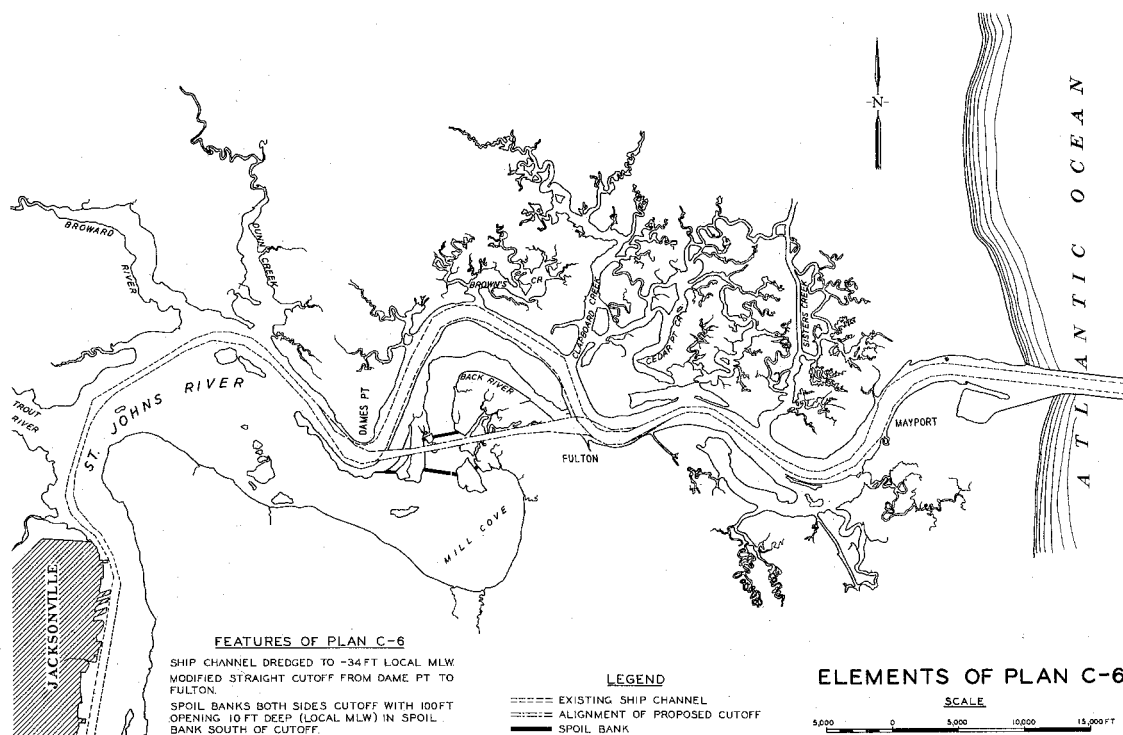 ATLANTIC OCEAN
N
BROWARD
RIVER
DUNN CREEK
BROWN'S CR
CLAPBOARD CREEK
CEDAR PT CR
SISTERS CREEK
TROUT
RIVER
ST. JOHNS RIVER
DAMES PT
BACK RIVER
FULTON
MAYPORT
MILL COVE
JACKSONVILLE
FEATURES OF PLAN C-6
SHIP CHANNEL DREDGED TO -34 FT LOCAL MLW.
MODIFIED STRAIGHT CUTOFF FROM DAME PT TO
FULTON.
SPOIL BANKS BOTH SIDES CUTOFF WITH 100 FT
OPENING 10 FT DEEP (LOCAL MLW) IN SPOIL
BANK SOUTH OF CUTOFF.
LEGEND
EXISTING SHIP CHANNEL
ALIGNMENT OF PROPOSED CUTOFF
SPOIL BANK
ELEMENTS OF PLAN C-6
SCALE
5,000 0 5,000 10,000 15,000 FT